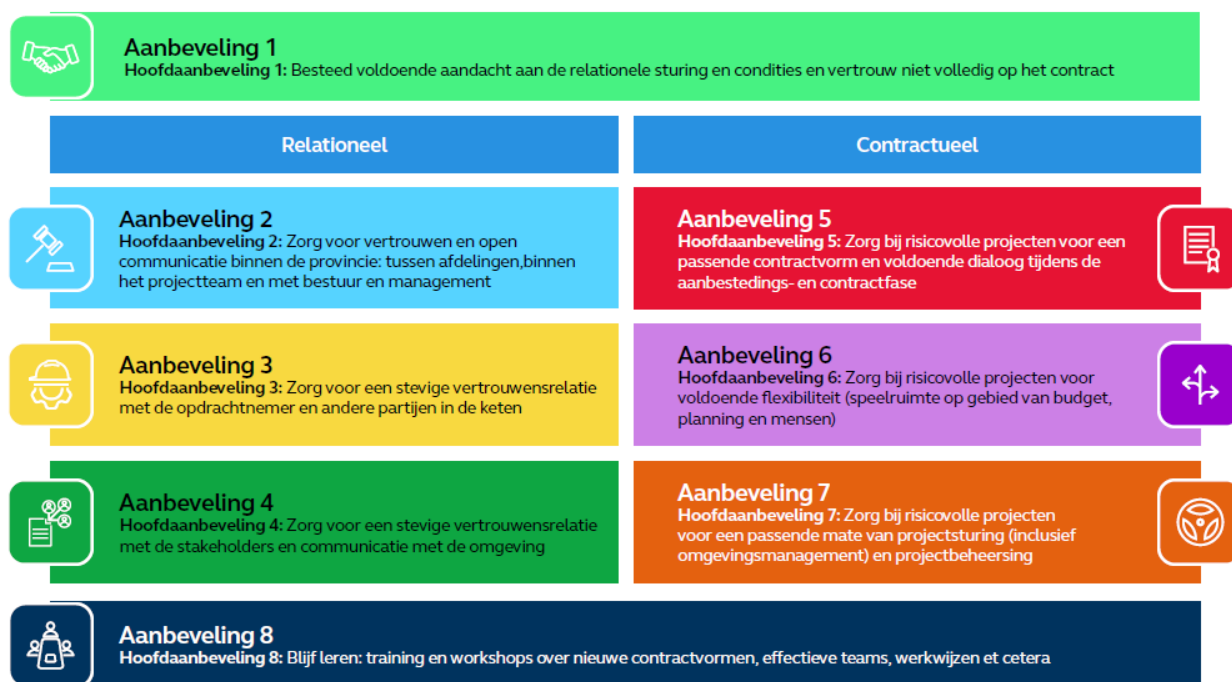 Aanbeveling 1
Hoofdaanbeveling 1: Besteed voldoende aandacht aan de relationele sturing en condities en vertrouw niet volledig op het contract
Relationeel
Aanbeveling 2
Hoofdaanbeveling 2: Zorg voor vertrouwen en open
communicatie binnen de provincie: tussen afdelingen,binnen
het projectteam en met bestuur en management
Aanbeveling 3
Hoofdaanbeveling 3: Zorg voor een stevige vertrouwensrelatie
met de opdrachtnemer en andere partijen in de keten
Aanbeveling 4
Hoofdaanbeveling 4: Zorg voor een stevige vertrouwensrelatie
met de stakeholders en communicatie met de omgeving
Contractueel
Aanbeveling 5
Hoofdaanbeveling 5: Zorg bij risicovolle projecten voor een
passende contractvorm en voldoende dialoog tijdens de
aanbestedings- en contractfase
Aanbeveling 6
Hoofdaanbeveling 6: Zorg bij risicovolle projecten voor
voldoende flexibiliteit (speelruimte op gebied van budget,
planning en mensen)
Aanbeveling 7
Hoofdaanbeveling 7: Zorg bij risicovolle projecten
voor een passende mate van projectsturing (inclusief
omgevingsmanagement) en projectbeheersing
Aanbeveling 8
Hoofdaanbeveling 8: Blijf leren: training en workshops over nieuwe contractvormen, effectieve teams, werkwijzen et cetera